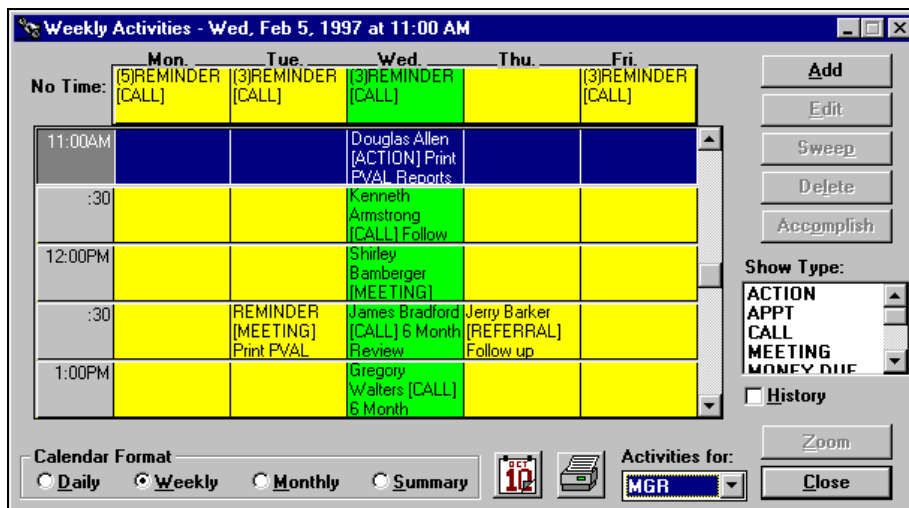 Weekly Activities - Wed, Feb 5, 1997 at 11:00 AM
Mon. Tue. Wed. Thu. Fri.
No Time:
(5)REMINDER [CALL]
(3)REMINDER [CALL]
(3)REMINDER [CALL]
(3)REMINDER [CALL]
11:00AM
Douglas Allen
[ACTION] Print
PVAL Reports
:30
Kenneth
Armstrong
[CALL] Follow
12:00PM
Shirley
Bamberger
[MEETING]
:30
REMINDER
[MEETING]
Print PVAL
James Bradford
[CALL] 6 Month
Review
Jerry Barker
[REFERRAL]
Follow up
1:00PM
Gregory
Walters [CALL]
6 Month
Add
Edit
Sweep
Delete
Accomplish
Show Type:
ACTION
APPT
CALL
MEETING
MONEY DUE
History
Zoom
Close
Calendar Format
Daily Weekly Monthly Summary
OCT
12
Activities for:
MGR